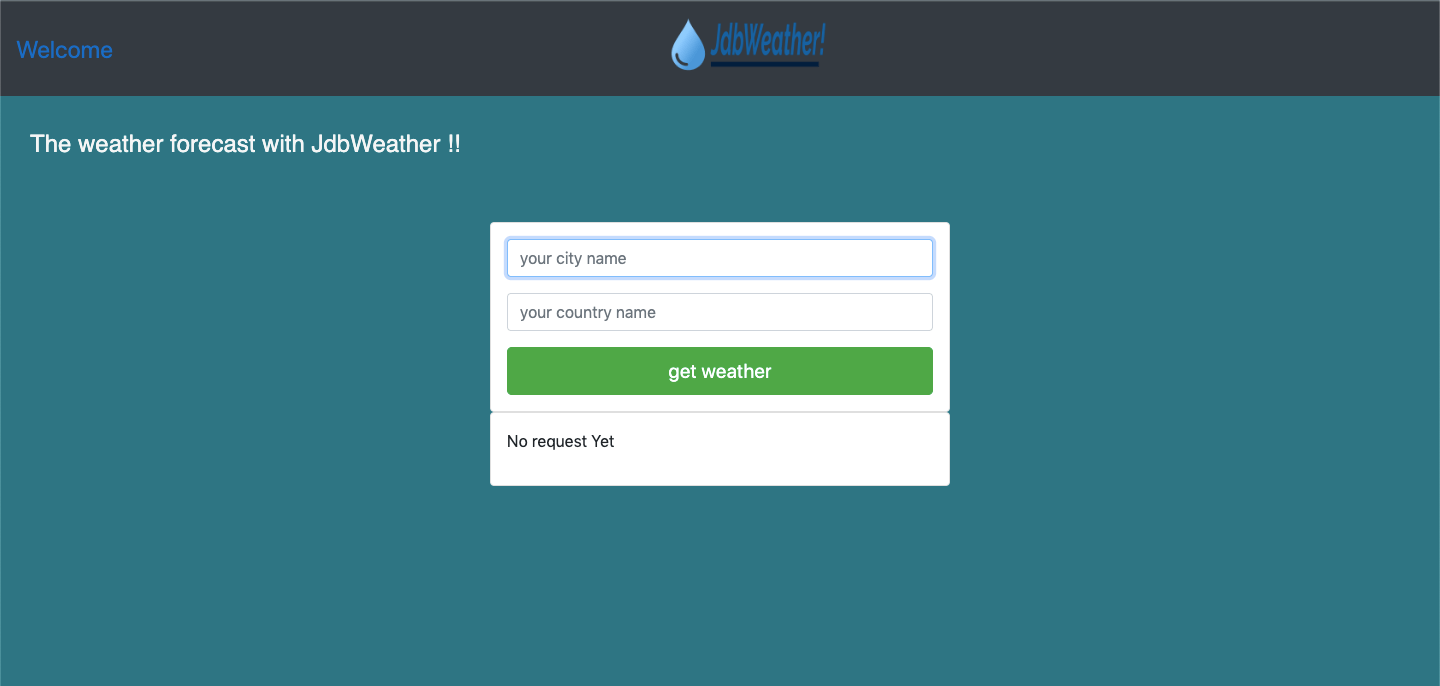 Welcome
JdbWeather!
The weather forecast with JdbWeather !!
your city name
your country name
get weather
No request Yet